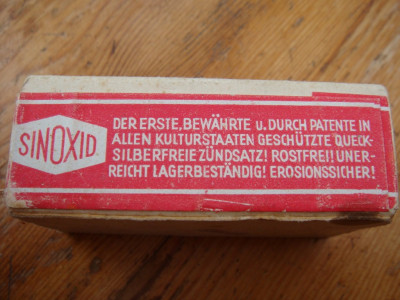 SINOXID
DER ERSTE, BEWÄHRTE u. DURCH PATENTE IN
ALLEN KULTURSTAATEN GESCHÜTZTE QUECK-
SILBERFREIE ZÜNDSATZ! ROSTFREI! UNER-
REICHT LAGERBESTÄNDIG! EROSIONSSICHER!